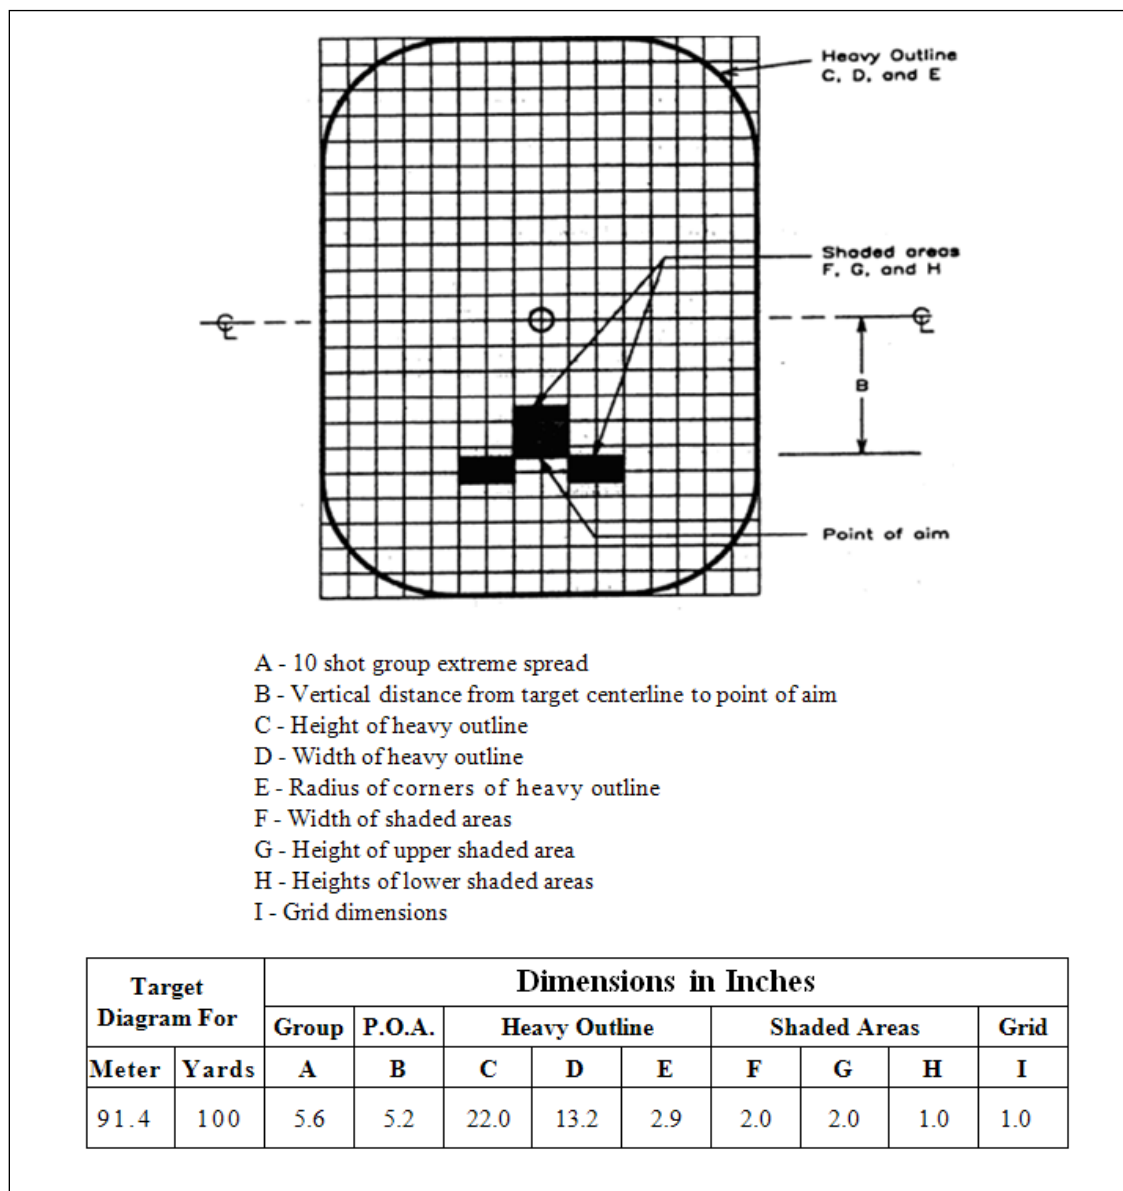 Heavy Outline
C, D, and E
Shaded areas
F, G, and H
℄
℄
B
Point of aim
A - 10 shot group extreme spread
B - Vertical distance from target centerline to point of aim
C - Height of heavy outline
D - Width of heavy outline
E - Radius of corners of heavy outline
F - Width of shaded areas
G - Height of upper shaded area
H - Heights of lower shaded areas
I - Grid dimensions
Target Diagram For Dimensions in Inches
Group P.O.A. Heavy Outline Shaded Areas Grid
Meter Yards A B C D E F G H I
91.4 100 5.6 5.2 22.0 13.2 2.9 2.0 2.0 1.0 1.0